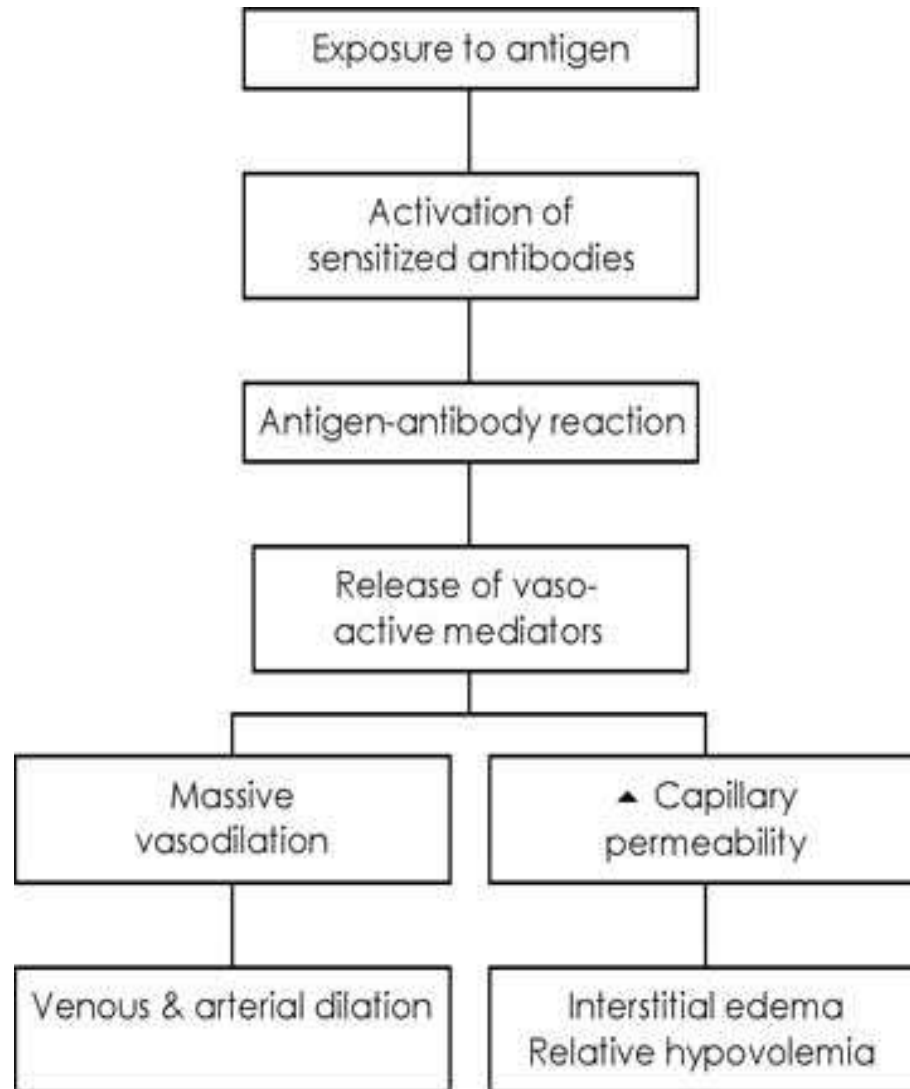 Exposure to antigen
Activation of
sensitized antibodies
Antigen-antibody reaction
Release of vaso-
active mediators
Massive
vasodilation
▲ Capillary
permeability
Venous & arterial dilation
Interstitial edema
Relative hypovolemia